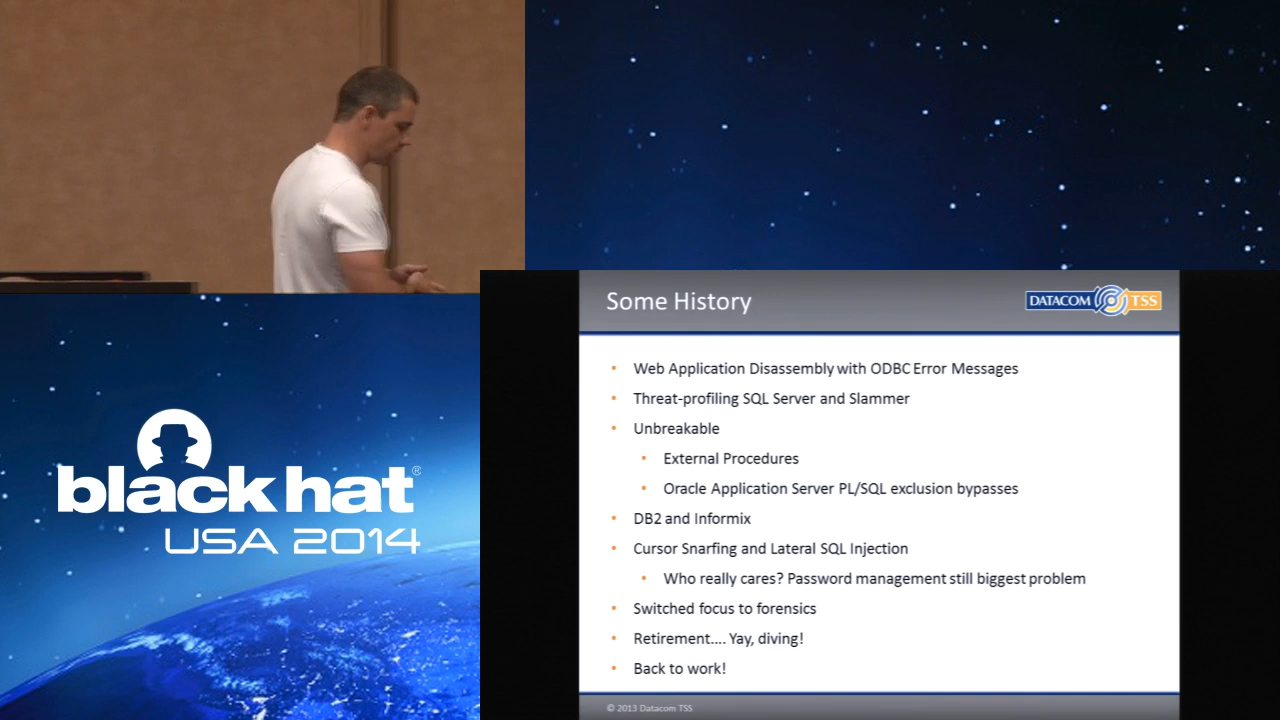 Some History
DATACOM TSS
• Web Application Disassembly with ODBC Error Messages
• Threat-profiling SQL Server and Slammer
• Unbreakable
• External Procedures
• Oracle Application Server PL/SQL exclusion bypasses
• DB2 and Informix
• Cursor Snarfing and Lateral SQL Injection
• Who really cares? Password management still biggest problem
• Switched focus to forensics
• Retirement.... Yay, diving!
• Back to work!
© 2013 Datacom TSS
black hat®
USA 2014